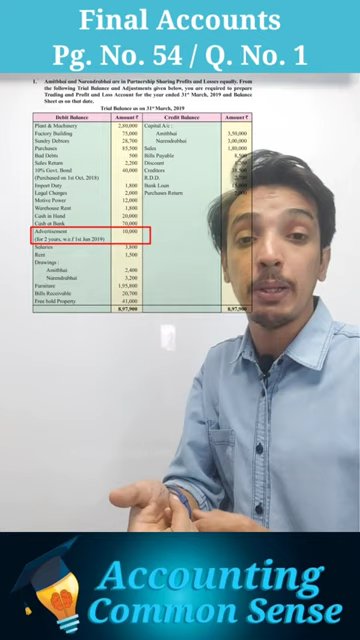 Final Accounts
Pg. No. 54 / Q. No. 1
1. Amitbhai and Narendrabhai are in Partnership Sharing Profits and Losses equally. From
the following Trial Balance and Adjustments given below, you are required to prepare
Trading and Profit and Loss Account for the year ended 31st March, 2019 and Balance
Sheet as on that date.
Trial Balance as on 31st March, 2019
Debit Balance Amount ₹ Credit Balance Amount ₹
Plant & Machinery 2,80,000 Capital A/c :
Factory Building 75,000 Amitbhai 3,50,000
Sundry Debtors 28,700 Narendrabhai 3,00,000
Purchases 85,500 Sales 1,80,000
Bad Debts 500 Bills Payable 8,500
Sales Return 2,200 Discount
10% Govt. Bond 40,000 Creditors
(Purchased on 1st Oct, 2018) R.D.D.
Import Duty 1,800 Bank Loan
Legal Charges 2,000 Purchases Return
Motive Power 12,000
Warehouse Rent 1,800
Cash in Hand 20,000
Cash at Bank 70,000
Advertisement 10,000
(for 2 years, w.e.f 1st Jan 2019)
Salaries 3,800
Rent 1,500
Drawings :
Amitbhai 2,400
Narendrabhai 3,200
Furniture 1,95,800
Bills Receivable 20,700
Free hold Property 41,000
8,97,900 8,97,900
Accounting
Common Sense